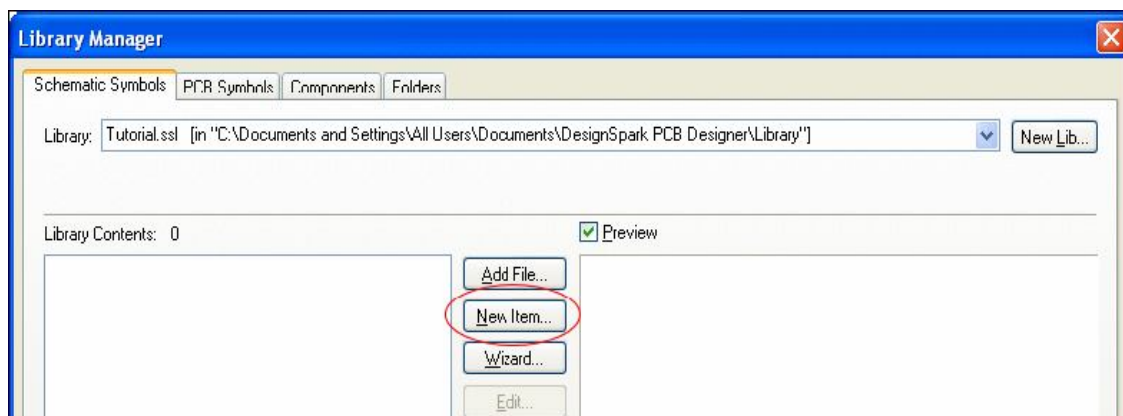 Library Manager
Schematic Symbols PCB Symbols Components Folders
Library: Tutorial.ssl [in "C:\Documents and Settings\All Users\Documents\DesignSpark PCB Designer\Library"] New Lib...
Library Contents: 0 Preview
Add File...
New Item...
Wizard...
Edit...